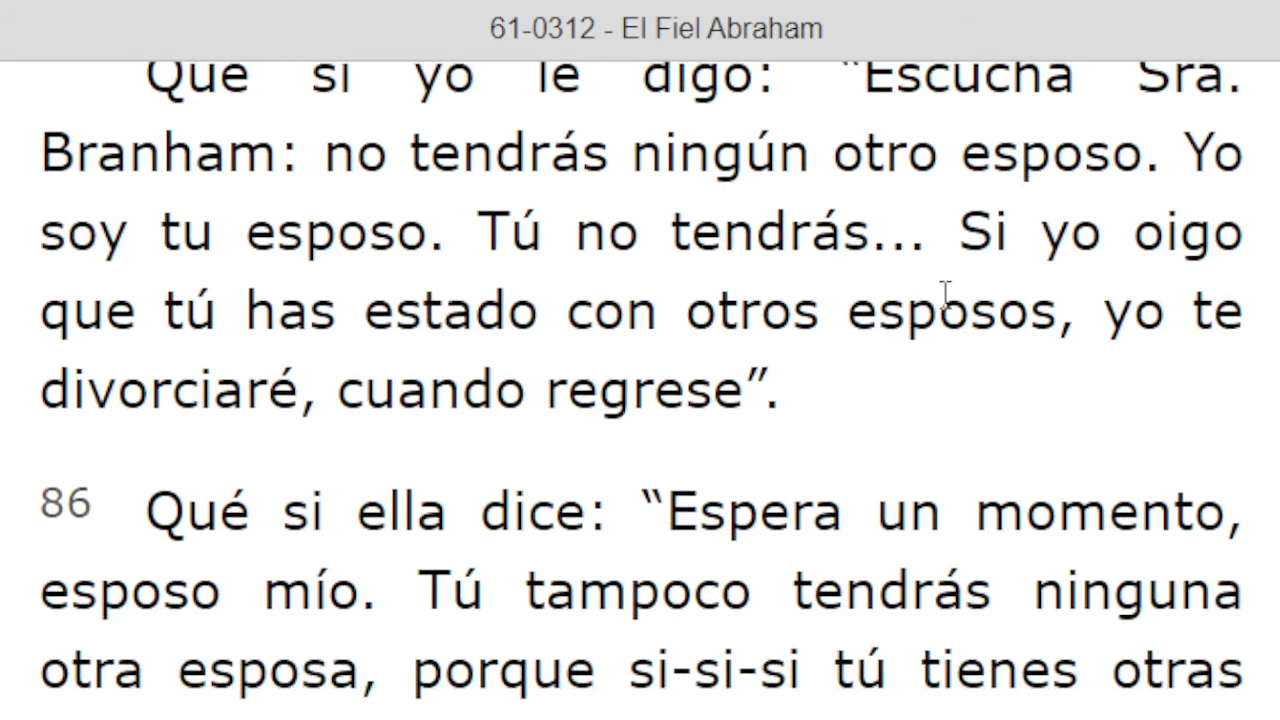 61-0312 - El Fiel Abraham
Qué si yo le digo: “Escucha Sra.
Branham: no tendrás ningún otro esposo. Yo
soy tu esposo. Tú no tendrás... Si yo oigo
que tú has estado con otros esposos, yo te
divorciaré, cuando regrese”.
86 Qué si ella dice: “Espera un momento,
esposo mío. Tú tampoco tendrás ninguna
otra esposa, porque si-si-si tú tienes otras